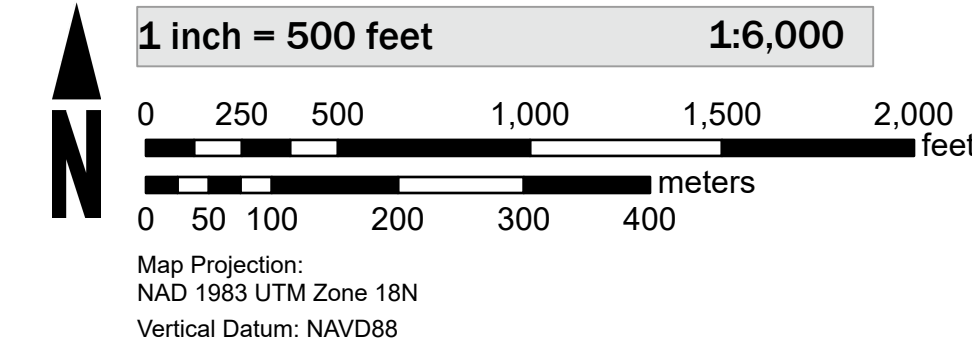 1 inch = 500 feet 1:6,000
0 250 500 1,000 1,500 2,000
feet
meters
0 50 100 200 300 400
N
Map Projection:
NAD 1983 UTM Zone 18N
Vertical Datum: NAVD88